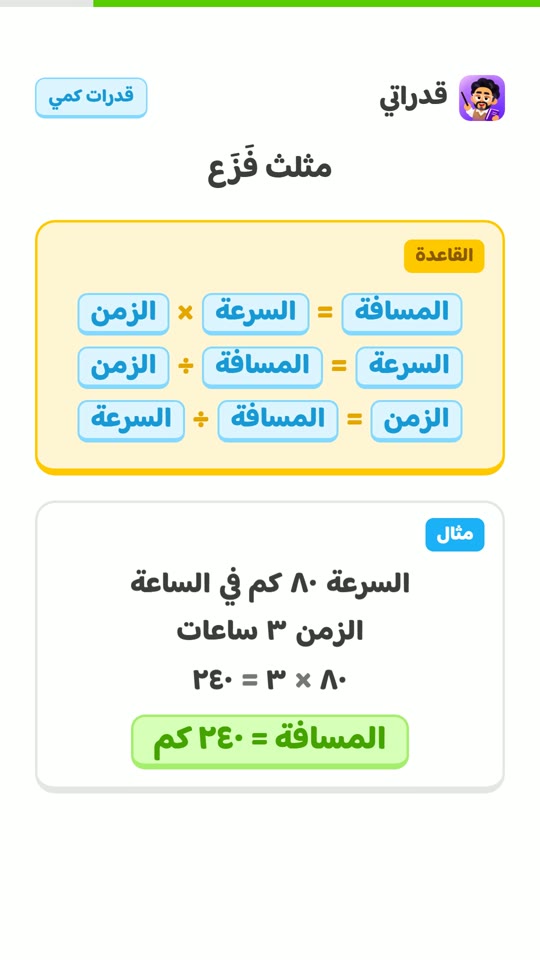 قدراتي
قدرات كمي
مثلث فَزَع
القاعدة
المسافة = السرعة × الزمن
السرعة = المسافة ÷ الزمن
الزمن = المسافة ÷ السرعة
مثال
السرعة ٨٠ كم في الساعة
الزمن ٣ ساعات
٨٠ × ٣ = ٢٤٠
المسافة = ٢٤٠ كم